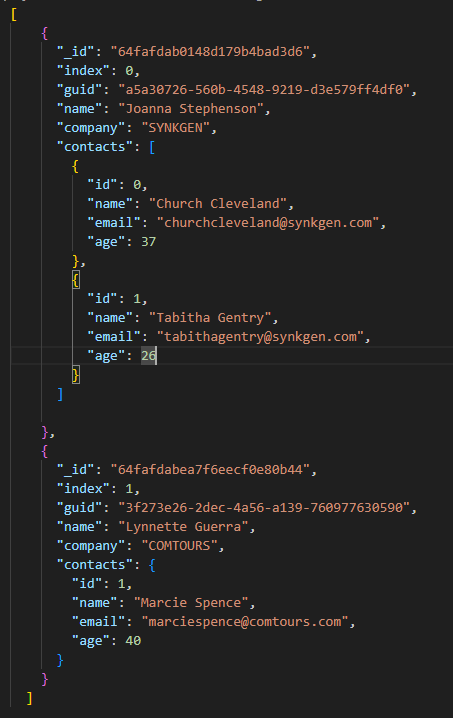 [
{
"_id": "64fafdab0148d179b4bad3d6",
"index": 0,
"guid": "a5a30726-560b-4548-9219-d3e579ff4df0",
"name": "Joanna Stephenson",
"company": "SYNKGEN",
"contacts": [
{
"id": 0,
"name": "Church Cleveland",
"email": "churchcleveland@synkgen.com",
"age": 37
},
{
"id": 1,
"name": "Tabitha Gentry",
"email": "tabithagentry@synkgen.com",
"age": 26
}
]
},
{
"_id": "64fafdabea7f6eecf0e80b44",
"index": 1,
"guid": "3f273e26-2dec-4a56-a139-760977630590",
"name": "Lynnette Guerra",
"company": "COMTOURS",
"contacts": {
"id": 1,
"name": "Marcie Spence",
"email": "marciespence@comtours.com",
"age": 40
}
}
]